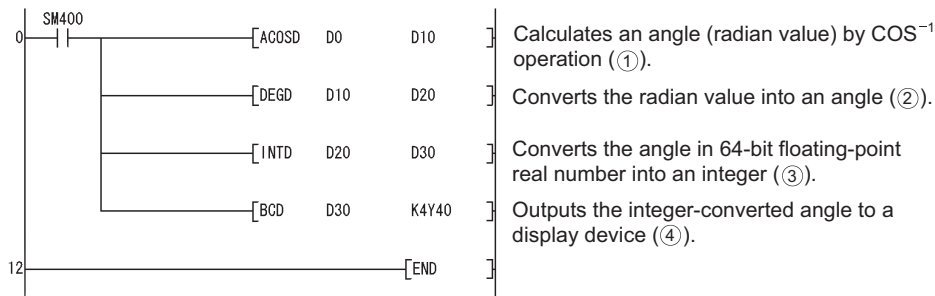 SM400
0 [ACOSD D0 D10 ] Calculates an angle (radian value) by COS⁻¹
operation (①).
[DEGD D10 D20 ] Converts the radian value into an angle (②).
[INTD D20 D30 ] Converts the angle in 64-bit floating-point
real number into an integer (③).
[BCD D30 K4Y40 ] Outputs the integer-converted angle to a
display device (④).
12 [END ]